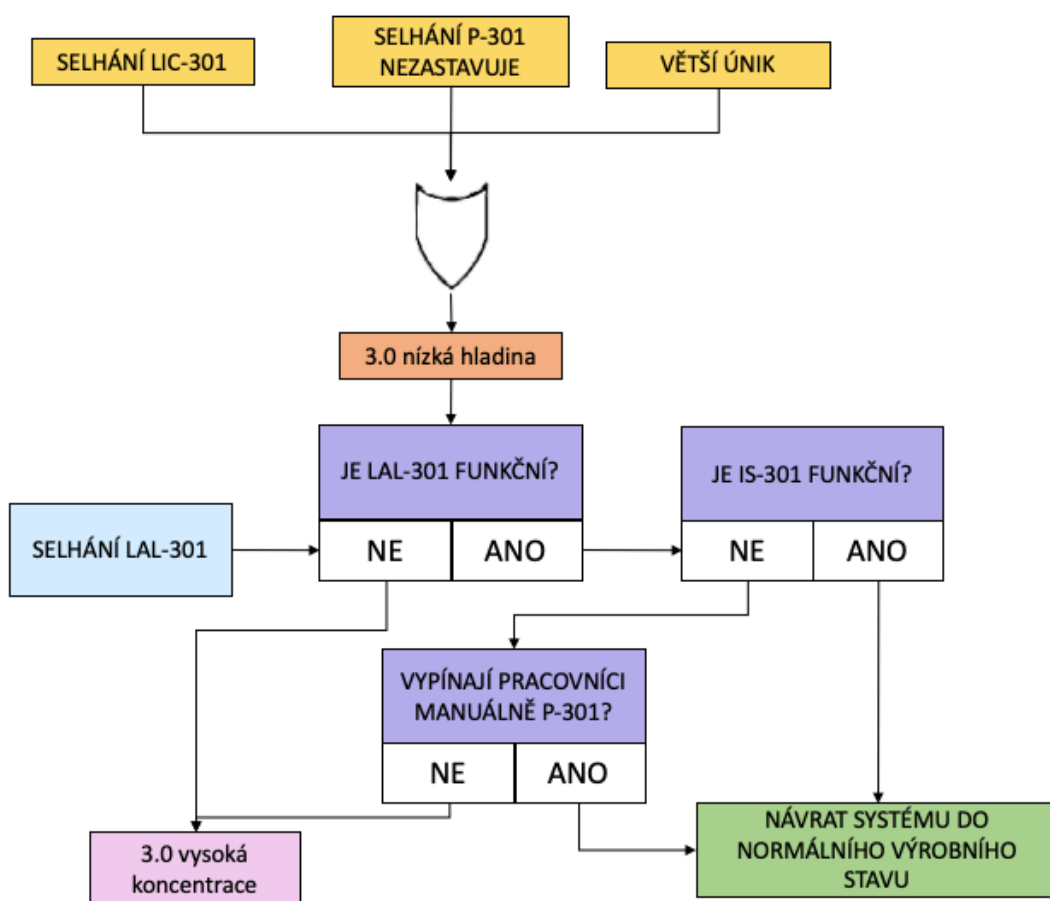 SELHÁNÍ LIC-301
SELHÁNÍ P-301
NEZASTAVUJE
VĚTŠÍ ÚNIK
3.0 nízká hladina
JE LAL-301 FUNKČNÍ?
NE
ANO
JE IS-301 FUNKČNÍ?
NE
ANO
SELHÁNÍ LAL-301
VYPÍNAJÍ PRACOVNÍCI
MANUÁLNĚ P-301?
NE
ANO
3.0 vysoká
koncentrace
NÁVRAT SYSTÉMU DO
NORMÁLNÍHO VÝROBNÍHO
STAVU